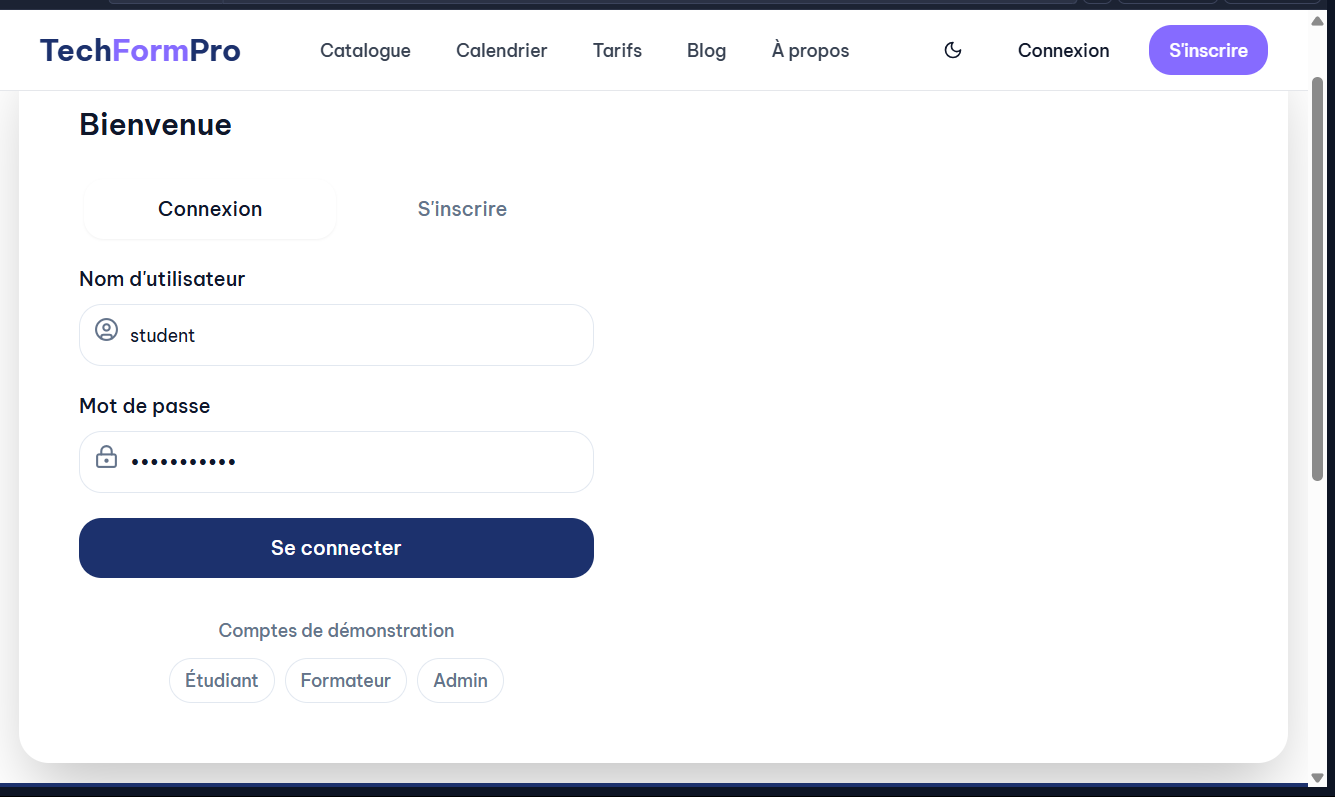 TechFormPro Catalogue Calendrier Tarifs Blog À propos Connexion S'inscrire
Bienvenue
Connexion S'inscrire
Nom d'utilisateur
student
Mot de passe
•••••••••••
Se connecter
Comptes de démonstration
Étudiant Formateur Admin